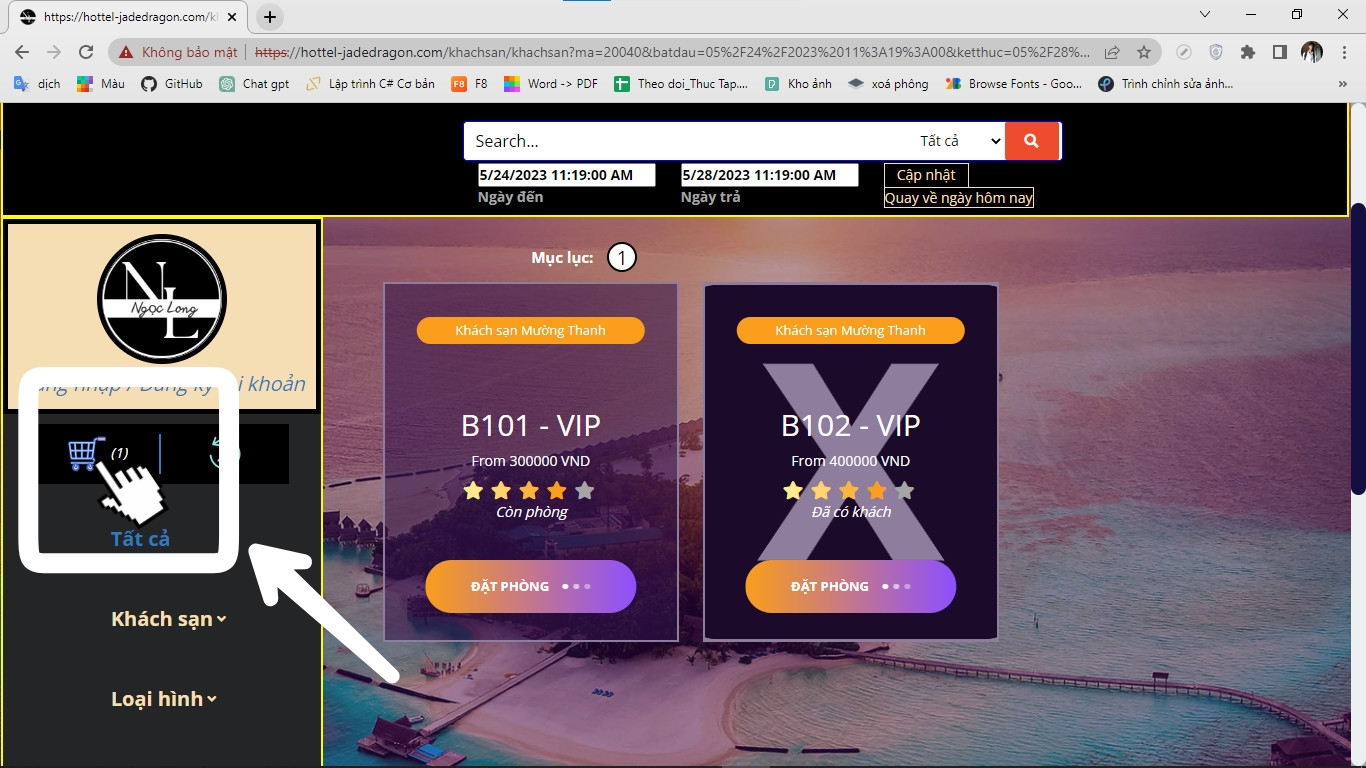 https://hottel-jadedragon.com/kl
Không bảo mật https://hottel-jadedragon.com/khachsan/khachsan?ma=20040&batdau=05%2F24%2F2023%2011%3A19%3A00&ketthuc=05%2F28%...
dịch Màu GitHub Chat gpt Lập trình C# Cơ bản F8 F8 Word -> PDF Theo doi_Thuc Tap.... Kho ảnh xoá phông Browse Fonts - Goo... Trình chỉnh sửa ảnh... »
Search... Tất cả
5/24/2023 11:19:00 AM 5/28/2023 11:19:00 AM Cập nhật
Ngày đến Ngày trả Quay về ngày hôm nay
NL
Ngọc Long
khoản
(1)
Tất cả
Khách sạn
Loại hình
Mục lục: 1
Khách sạn Mường Thanh
B101 - VIP
From 300000 VND
Còn phòng
ĐẶT PHÒNG
Khách sạn Mường Thanh
X
B102 - VIP
From 400000 VND
Đã có khách
ĐẶT PHÒNG